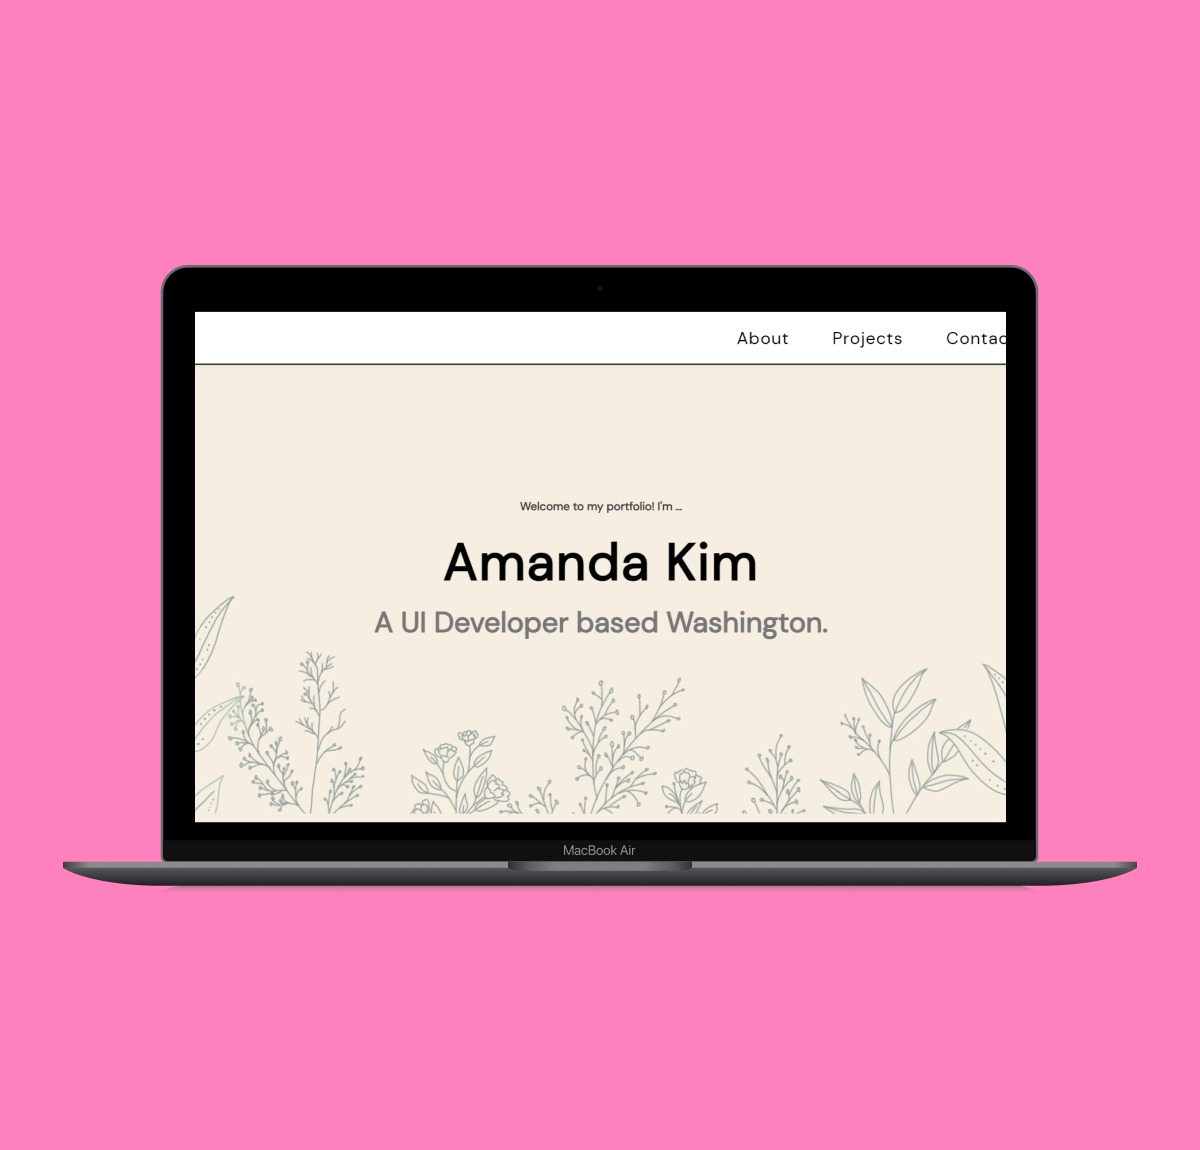 About Projects Contac
Welcome to my portfolio! I'm ...
Amanda Kim
A UI Developer based Washington.
MacBook Air